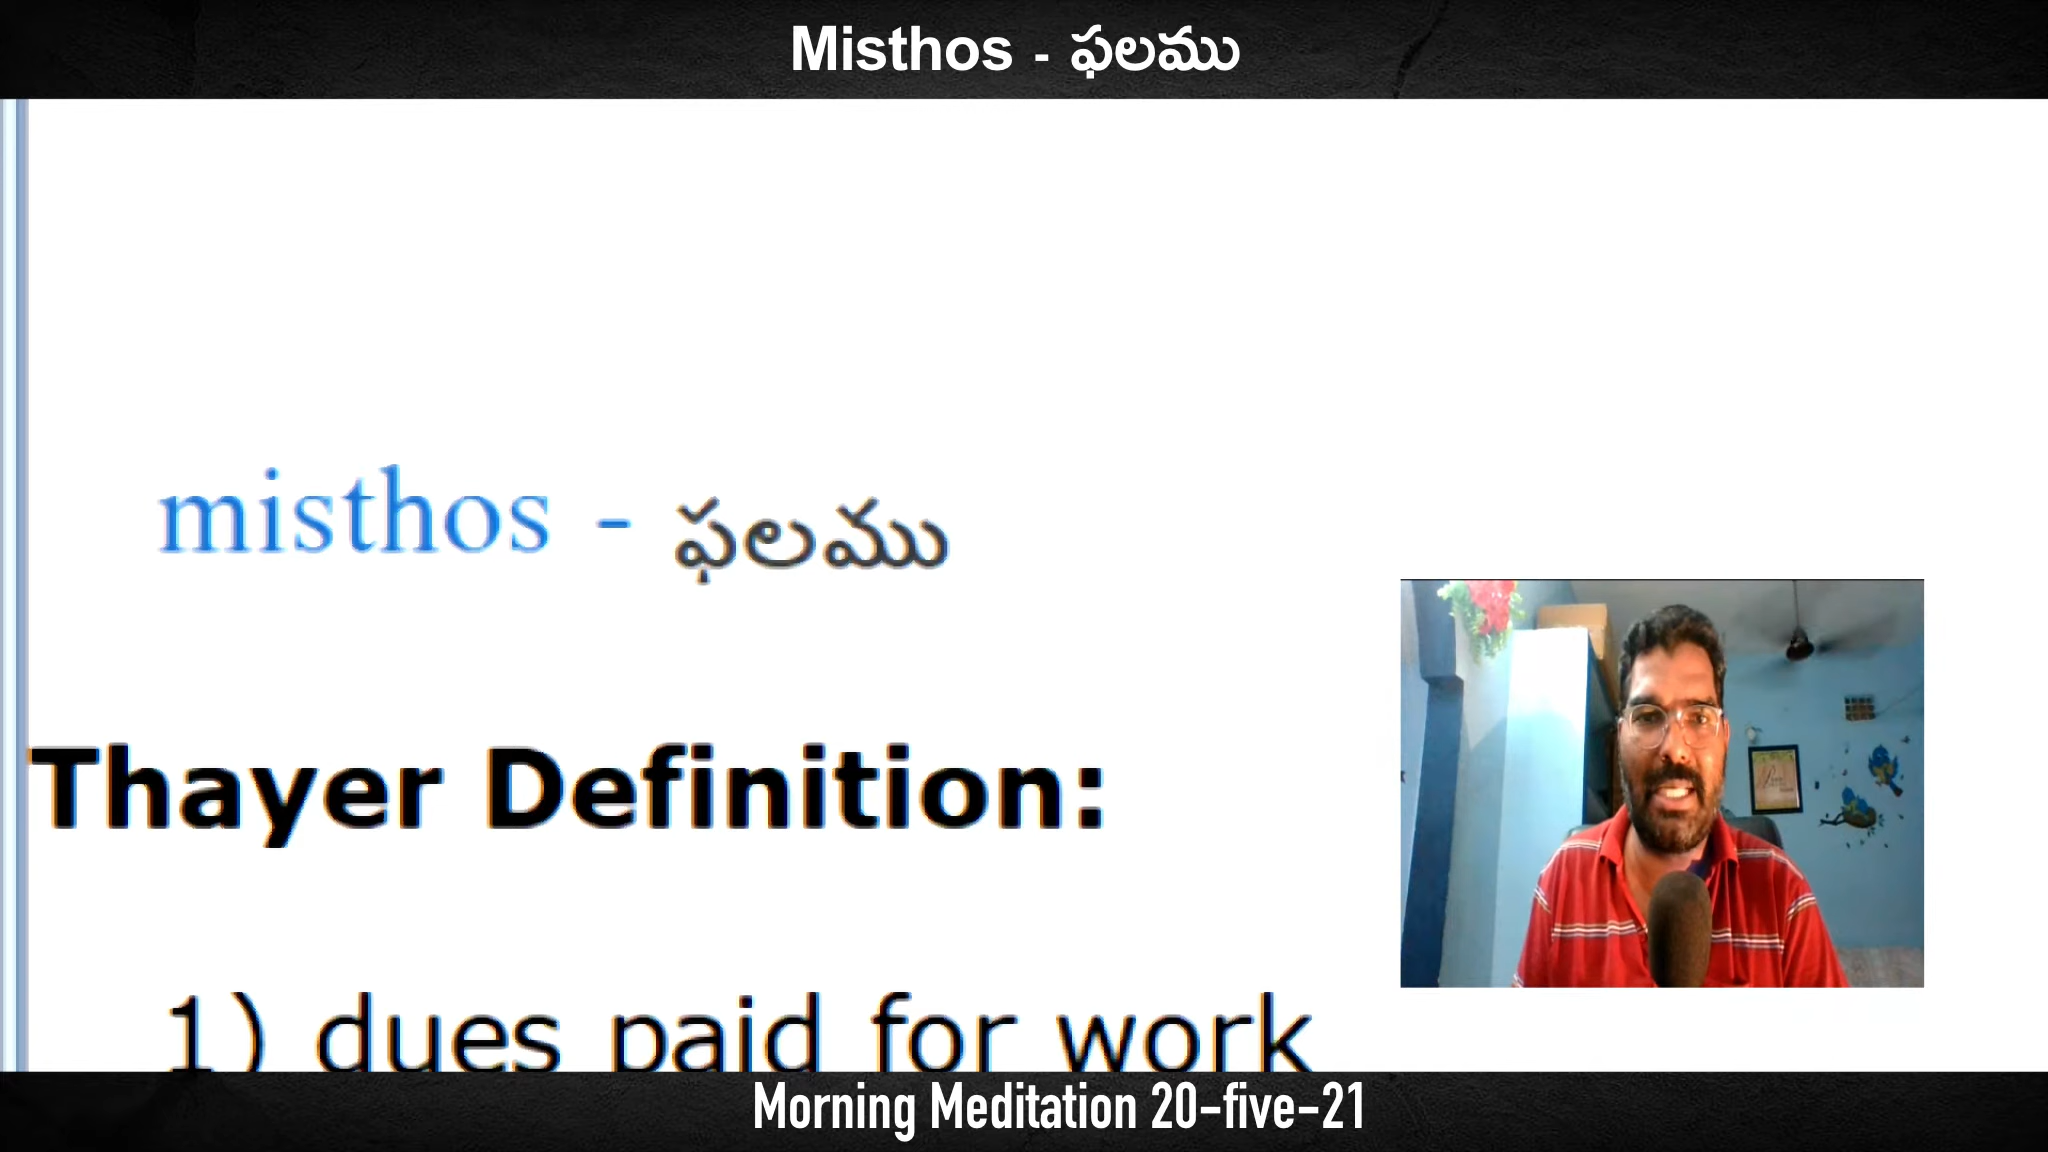 Misthos - ఫలము
misthos - ఫలము
Thayer Definition:
1) dues paid for work
Morning Meditation 20-five-21